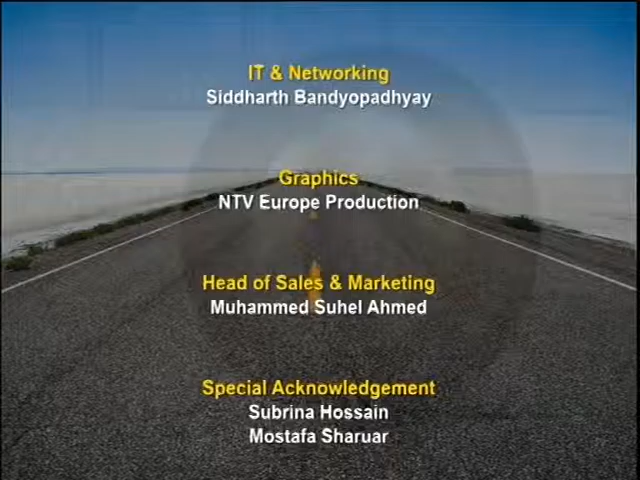 IT & Networking
Siddharth Bandyopadhyay
Graphics
NTV Europe Production
Head of Sales & Marketing
Muhammed Suhel Ahmed
Special Acknowledgement
Subrina Hossain
Mostafa Sharuar